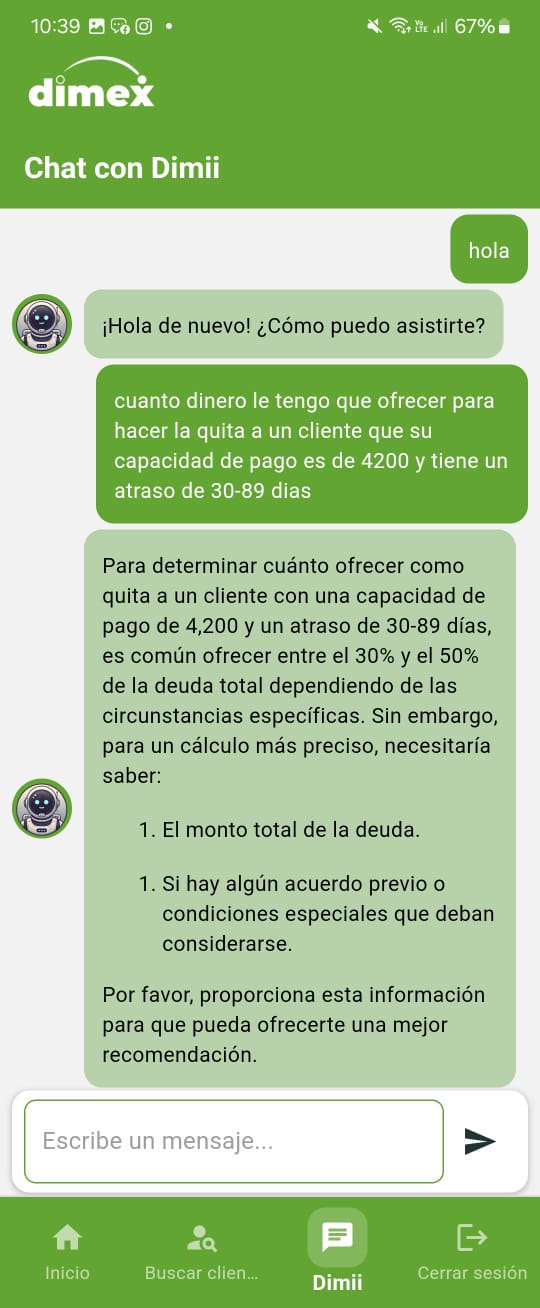 10:39
Vo
LTE
67%
dimex
Chat con Dimii
hola
¡Hola de nuevo! ¿Cómo puedo asistirte?
cuanto dinero le tengo que ofrecer para
hacer la quita a un cliente que su
capacidad de pago es de 4200 y tiene un
atraso de 30-89 dias
Para determinar cuánto ofrecer como
quita a un cliente con una capacidad de
pago de 4,200 y un atraso de 30-89 días,
es común ofrecer entre el 30% y el 50%
de la deuda total dependiendo de las
circunstancias específicas. Sin embargo,
para un cálculo más preciso, necesitaría
saber:
1. El monto total de la deuda.
1. Si hay algún acuerdo previo o
condiciones especiales que deban
considerarse.
Por favor, proporciona esta información
para que pueda ofrecerte una mejor
recomendación.
Escribe un mensaje...
Inicio
Buscar clien...
Dimii
Cerrar sesión